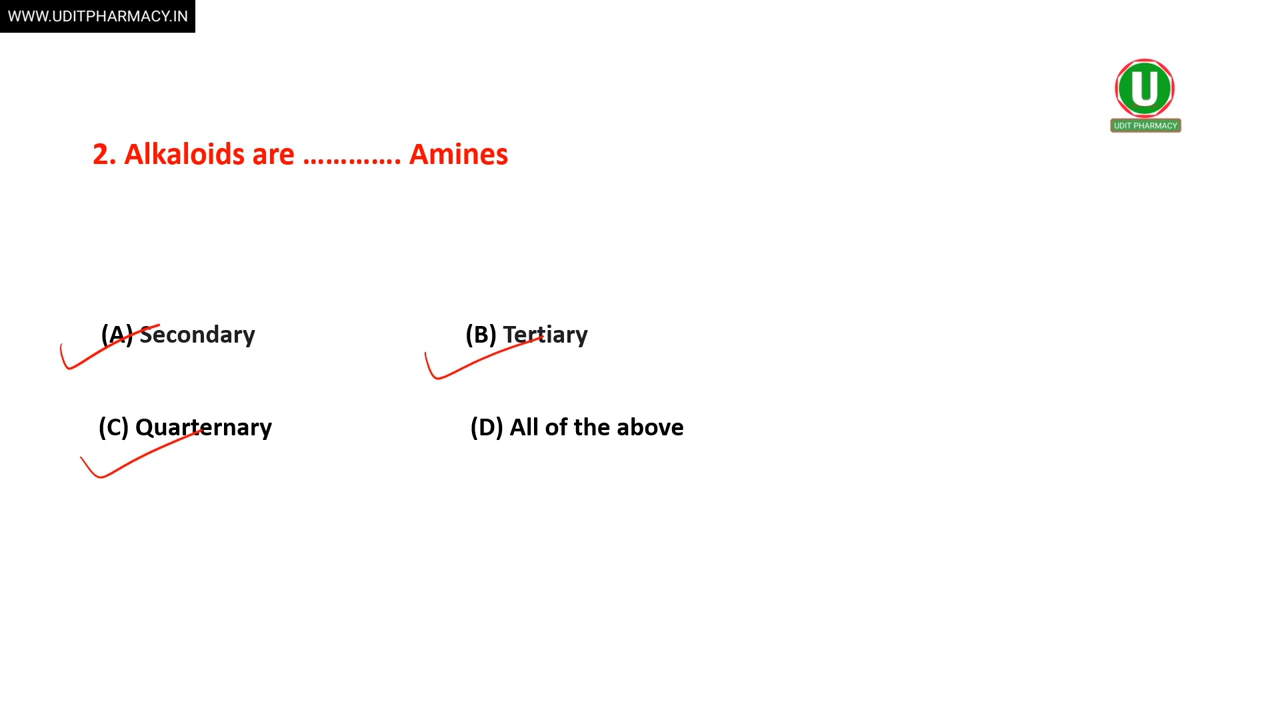 WWW.UDITPHARMACY.IN
U
UDIT PHARMACY
2. Alkaloids are …………. Amines
(A) Secondary (B) Tertiary
(C) Quarternary (D) All of the above